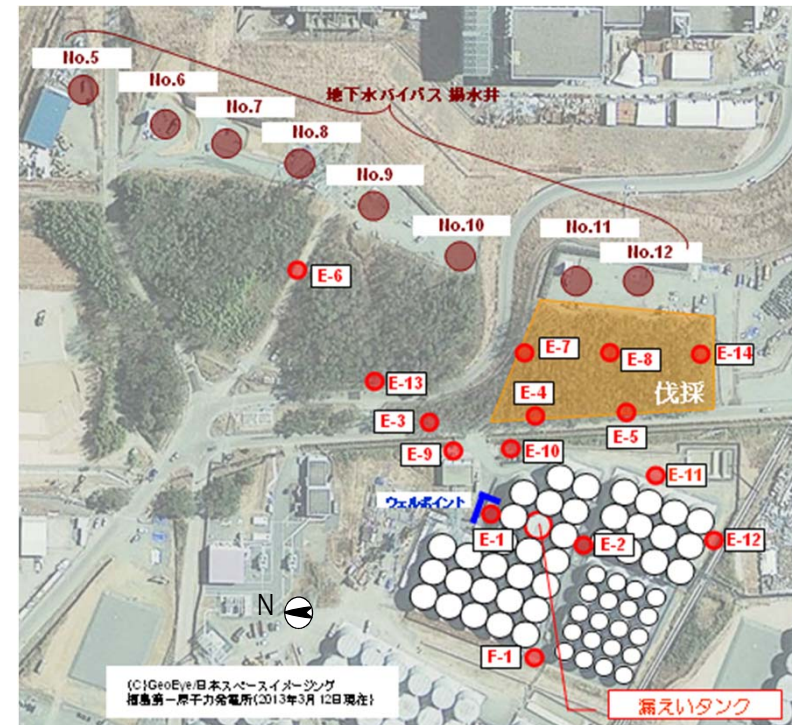 No.5
No.6
No.7
地下水バイパス 揚水井
No.8
No.9
No.10
No.11
No.12
E-6
E-7
E-8
E-14
E-13
伐採
E-4
E-3
E-5
E-9
E-10
E-11
ウェルポイント
E-1
E-2
E-12
N
F-1
(C)GeoEye/日本スペースイメージング
福島第一原子力発電所(2013年3月12日現在)
漏えいタンク